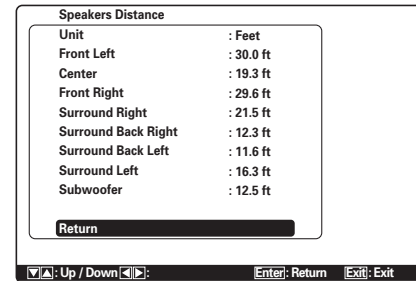 Speakers Distance
Unit : Feet
Front Left : 30.0 ft
Center : 19.3 ft
Front Right : 29.6 ft
Surround Right : 21.5 ft
Surround Back Right : 12.3 ft
Surround Back Left : 11.6 ft
Surround Left : 16.3 ft
Subwoofer : 12.5 ft
Return
▼▲: Up / Down ◀▶: Enter: Return Exit: Exit